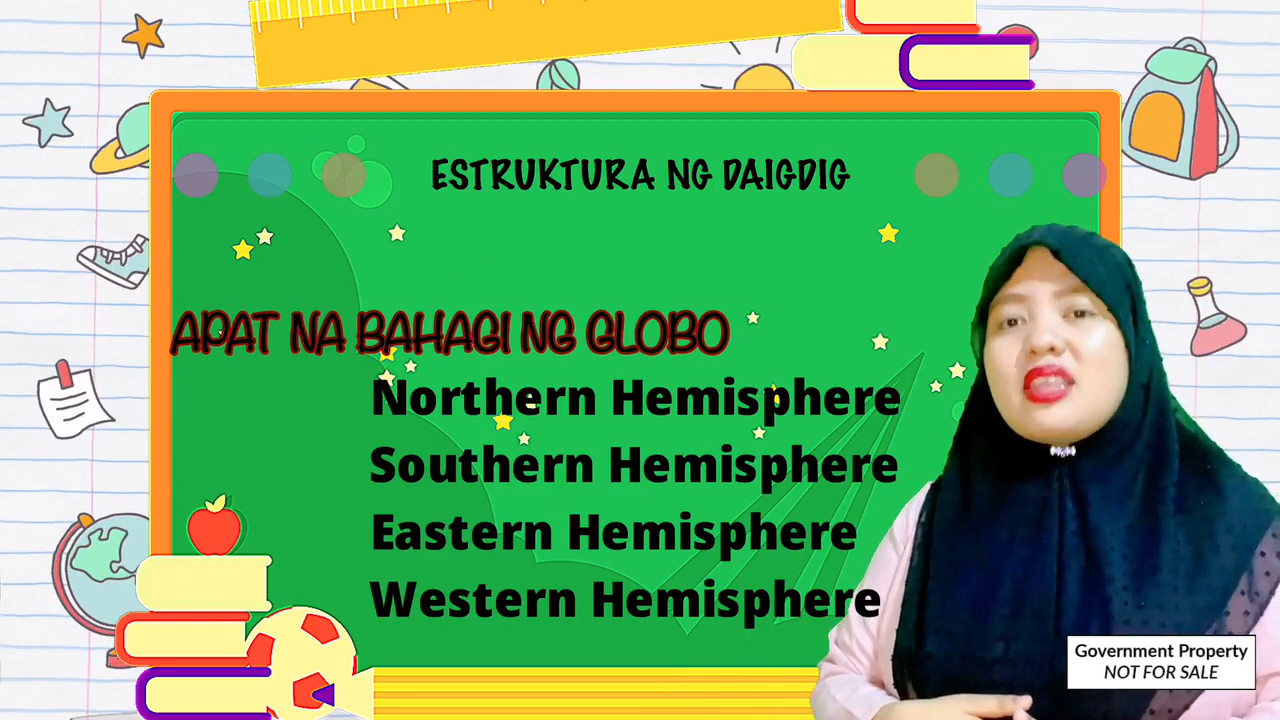 ESTRUKTURA NG DAIGDIG
APAT NA BAHAGI NG GLOBO
Northern Hemisphere
Southern Hemisphere
Eastern Hemisphere
Western Hemisphere
Government Property
NOT FOR SALE